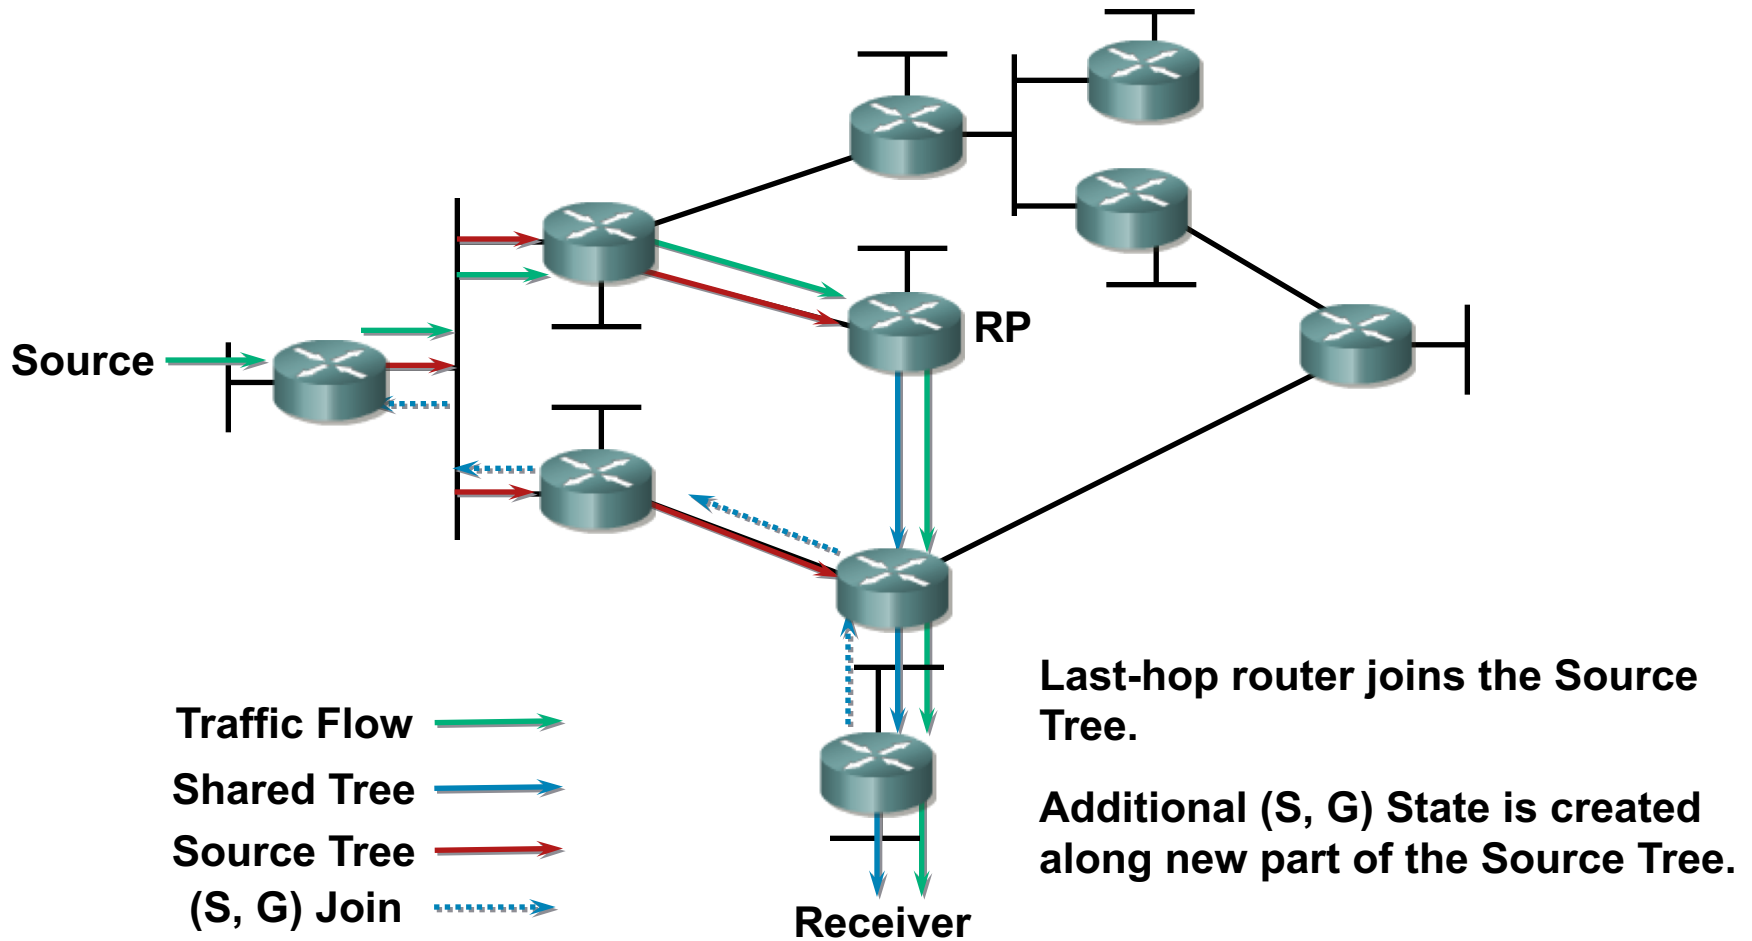 RP
Source
Last-hop router joins the Source
Tree.
Additional (S, G) State is created
along new part of the Source Tree.
Traffic Flow
Shared Tree
Source Tree
(S, G) Join
Receiver